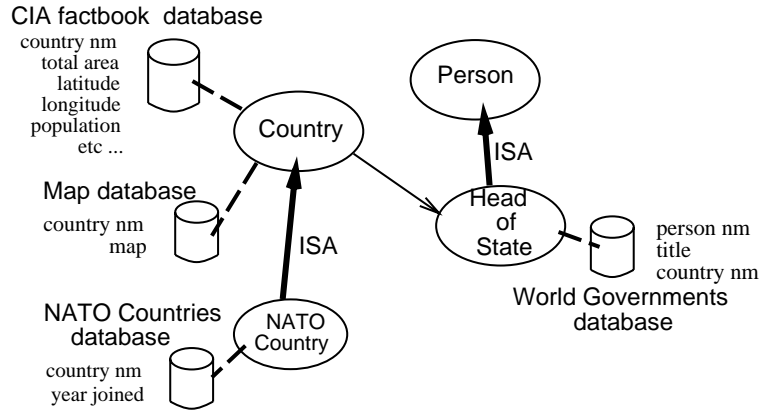 CIA factbook database
country nm
total area
latitude
longitude
population
etc ...
Person
Country
ISA
Map database
country nm
map
Head
of
State
ISA
person nm
title
country nm
World Governments
database
NATO Countries
database
NATO
Country
country nm
year joined